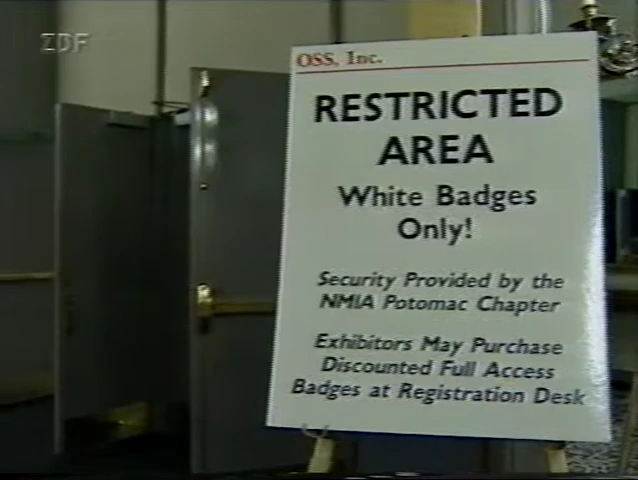 ZDF
OSS, Inc.
RESTRICTED
AREA
White Badges
Only!
Security Provided by the
NMIA Potomac Chapter
Exhibitors May Purchase
Discounted Full Access
Badges at Registration Desk